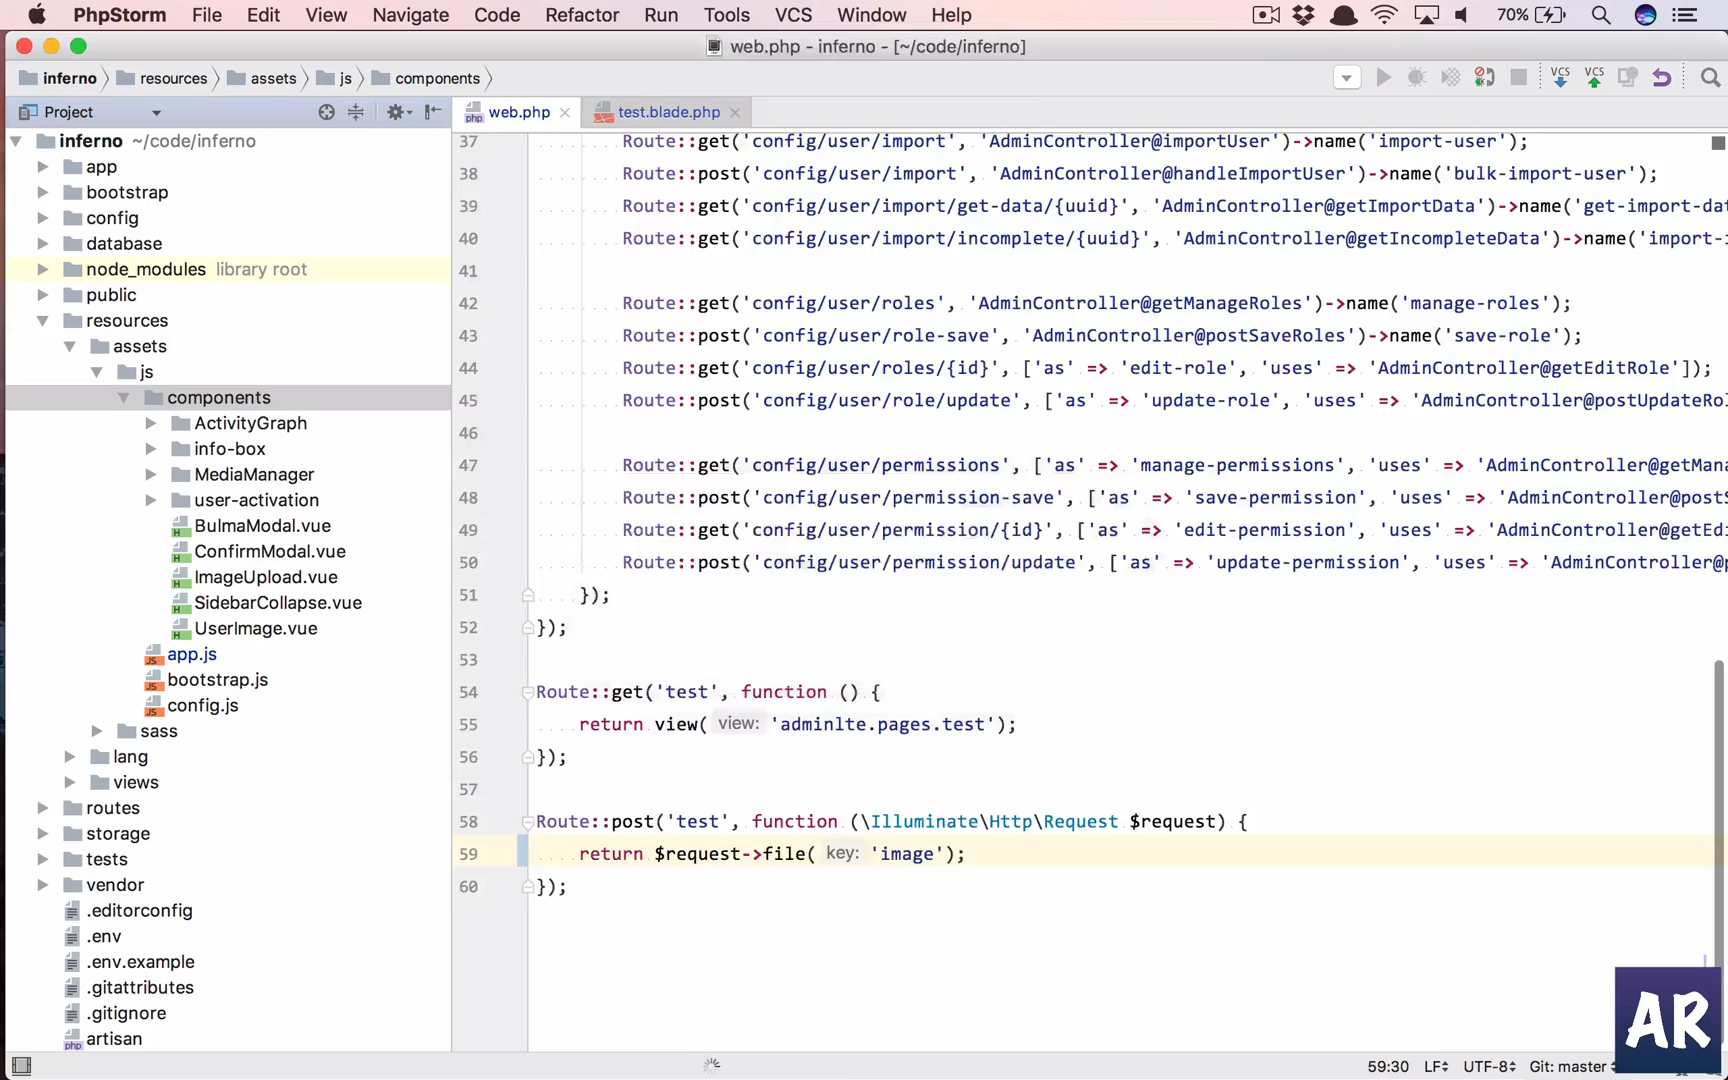 PhpStorm File Edit View Navigate Code Refactor Run Tools VCS Window Help 70%
web.php - inferno - [~/code/inferno]
inferno resources assets js components
VCS VCS
Project
web.php test.blade.php
inferno ~/code/inferno
app
bootstrap
config
database
node_modules library root
public
resources
assets
js
components
ActivityGraph
info-box
MediaManager
user-activation
BulmaModal.vue
ConfirmModal.vue
ImageUpload.vue
SidebarCollapse.vue
UserImage.vue
app.js
bootstrap.js
config.js
sass
lang
views
routes
storage
tests
vendor
.editorconfig
.env
.env.example
.gitattributes
.gitignore
artisan
37 Route::get('config/user/import', 'AdminController@importUser')->name('import-user');
38 Route::post('config/user/import', 'AdminController@handleImportUser')->name('bulk-import-user');
39 Route::get('config/user/import/get-data/{uuid}', 'AdminController@getImportData')->name('get-import-dat
40 Route::get('config/user/import/incomplete/{uuid}', 'AdminController@getIncompleteData')->name('import-i
41
42 Route::get('config/user/roles', 'AdminController@getManageRoles')->name('manage-roles');
43 Route::post('config/user/role-save', 'AdminController@postSaveRoles')->name('save-role');
44 Route::get('config/user/roles/{id}', ['as' => 'edit-role', 'uses' => 'AdminController@getEditRole']);
45 Route::post('config/user/role/update', ['as' => 'update-role', 'uses' => 'AdminController@postUpdateRol
46
47 Route::get('config/user/permissions', ['as' => 'manage-permissions', 'uses' => 'AdminController@getMana
48 Route::post('config/user/permission-save', ['as' => 'save-permission', 'uses' => 'AdminController@postS
49 Route::get('config/user/permission/{id}', ['as' => 'edit-permission', 'uses' => 'AdminController@getEdi
50 Route::post('config/user/permission/update', ['as' => 'update-permission', 'uses' => 'AdminController@p
51 });
52 });
53
54 Route::get('test', function () {
55 return view( view: 'adminlte.pages.test');
56 });
57
58 Route::post('test', function (\Illuminate\Http\Request $request) {
59 return $request->file( key: 'image');
60 });
AR
59:30 LF UTF-8 Git: master